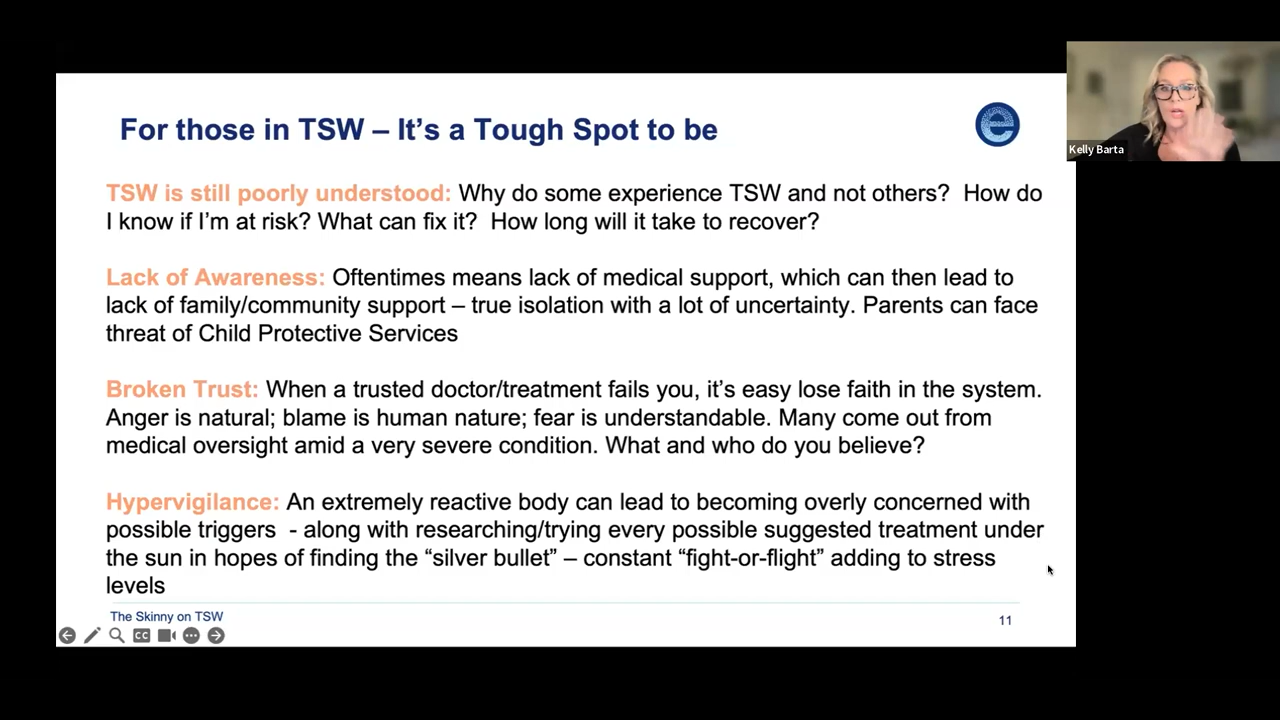 For those in TSW – It's a Tough Spot to be
e
Kelly Barta
TSW is still poorly understood: Why do some experience TSW and not others?  How do
I know if I'm at risk? What can fix it?  How long will it take to recover?
Lack of Awareness: Oftentimes means lack of medical support, which can then lead to
lack of family/community support – true isolation with a lot of uncertainty. Parents can face
threat of Child Protective Services
Broken Trust: When a trusted doctor/treatment fails you, it's easy lose faith in the system.
Anger is natural; blame is human nature; fear is understandable. Many come out from
medical oversight amid a very severe condition. What and who do you believe?
Hypervigilance: An extremely reactive body can lead to becoming overly concerned with
possible triggers  - along with researching/trying every possible suggested treatment under
the sun in hopes of finding the “silver bullet” – constant “fight-or-flight” adding to stress
levels
The Skinny on TSW
11
CC